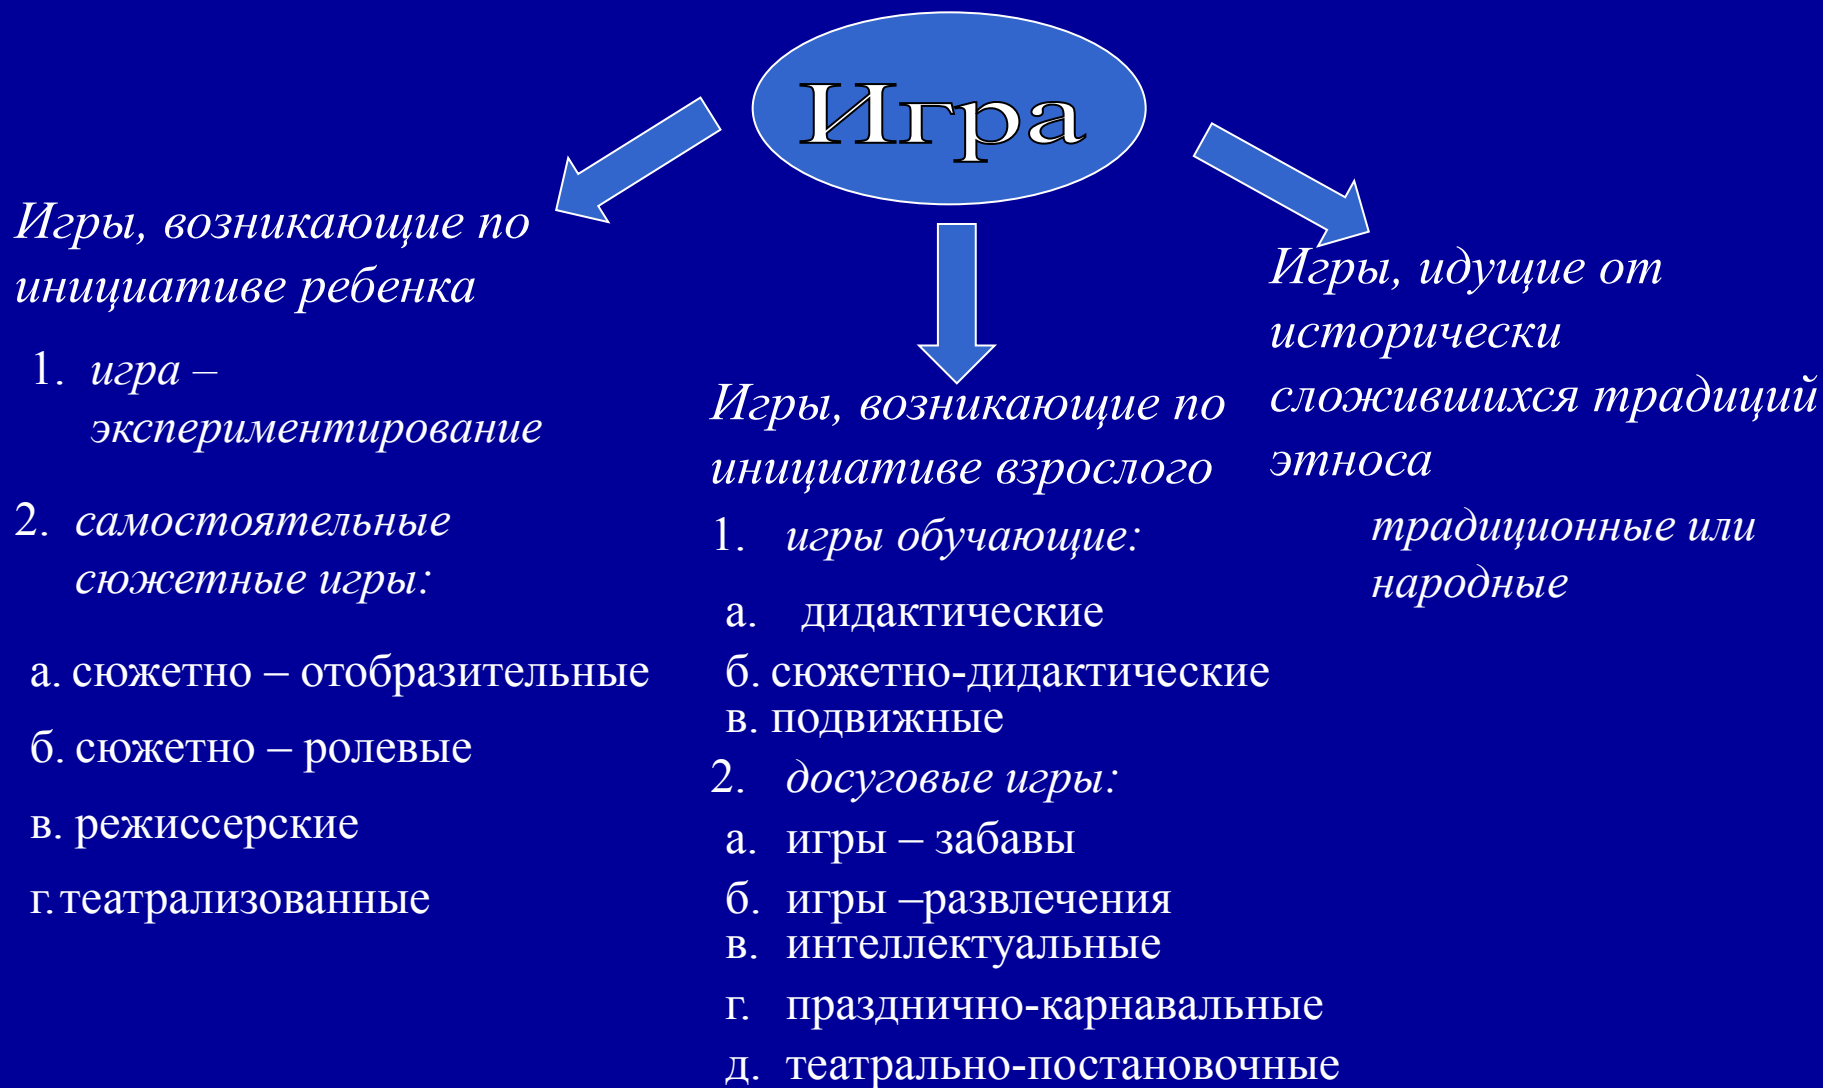 Игра
Игры, возникающие по
инициативе ребенка
1. игра –
экспериментирование
2. самостоятельные
сюжетные игры:
а. сюжетно – отобразительные
б. сюжетно – ролевые
в. режиссерские
г. театрализованные
Игры, возникающие по
инициативе взрослого
1. игры обучающие:
а. дидактические
б. сюжетно-дидактические
в. подвижные
2. досуговые игры:
а. игры – забавы
б. игры –развлечения
в. интеллектуальные
г. празднично-карнавальные
д. театрально-постановочные
Игры, идущие от
исторически
сложившихся традиций
этноса
традиционные или
народные